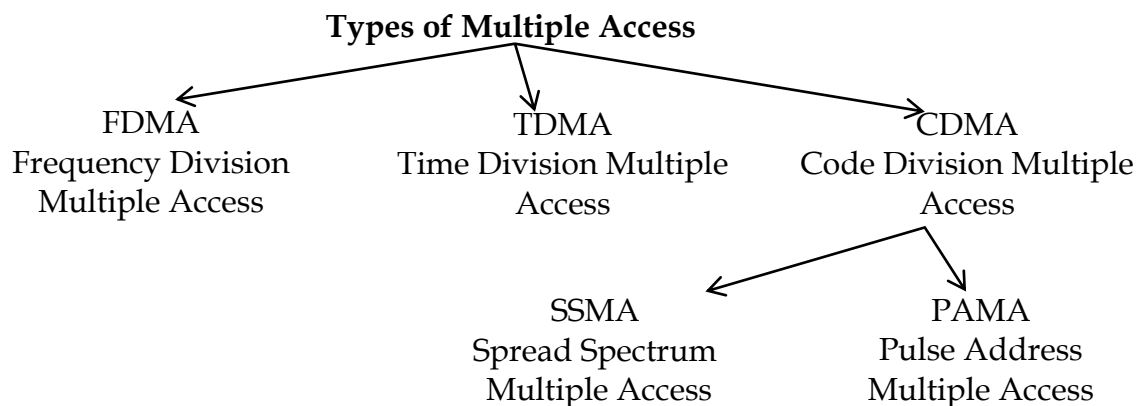 Types of Multiple Access
FDMA
Frequency Division
Multiple Access
TDMA
Time Division Multiple
Access
CDMA
Code Division Multiple
Access
SSMA
Spread Spectrum
Multiple Access
PAMA
Pulse Address
Multiple Access